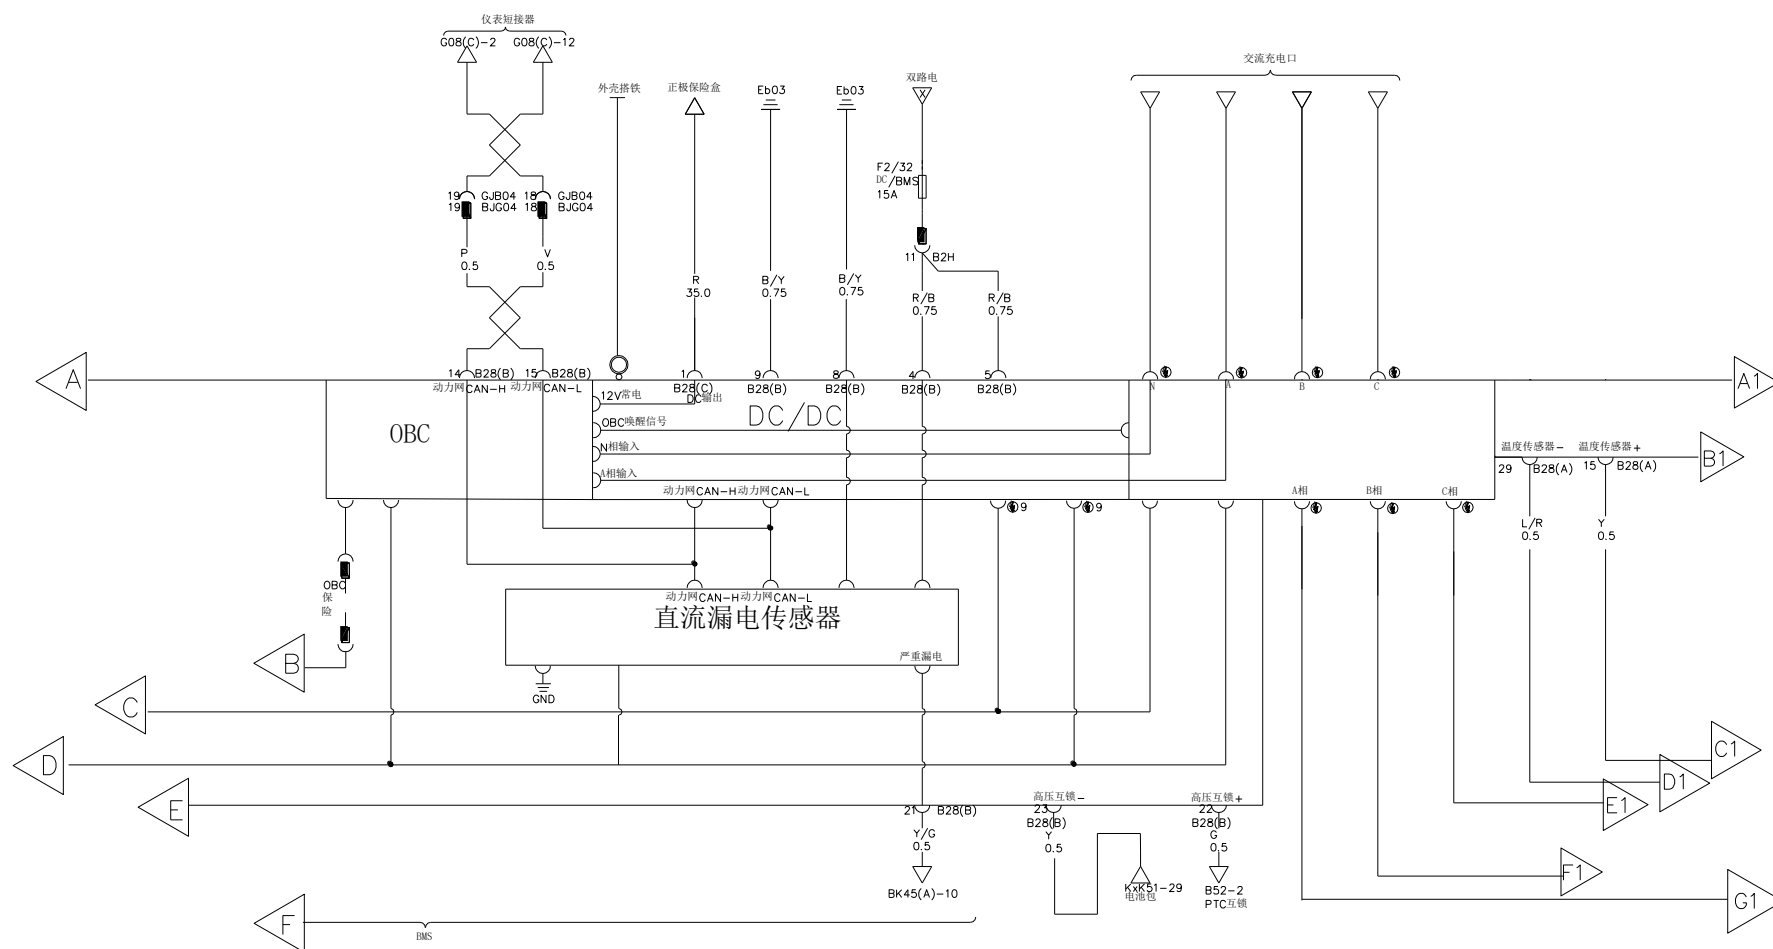 仪表短接器
G08(C)-2 G08(C)-12
交流充电口
外壳搭铁 正极保险盒 Eb03 Eb03 双路电
F2/32
DC/BMS
15A
19 GJB04 18 GJB04
19 BJG04 18 BJG04
P
0.5
V
0.5
11 B2H
R
35.0
B/Y
0.75
B/Y
0.75
R/B
0.75
R/B
0.75
A
14 B28(B) 15 B28(B) 1 9 8 4 5
动力网CAN-H 动力网CAN-L B28(C) B28(B) B28(B) B28(B) B28(B) N A B C
A1
12V常电 DC输出
DC/DC
OBC
OBC唤醒信号
N相输入
A相输入
温度传感器- 温度传感器+
29 B28(A) 15 B28(A)
B1
动力网CAN-H 动力网CAN-L
A相 B相 C相
9 9
L/R
0.5
Y
0.5
OBC
保
险
动力网CAN-H 动力网CAN-L
直流漏电传感器
严重漏电
B
GND
C
D
C1
D1
E1
E
高压互锁- 高压互锁+
21 B28(B) 23 22
B28(B) B28(B)
Y/G
0.5
Y
0.5
G
0.5
F1
BK45(A)-10
KxK51-29
电池包
B52-2
PTC互锁
G1
F
BMS